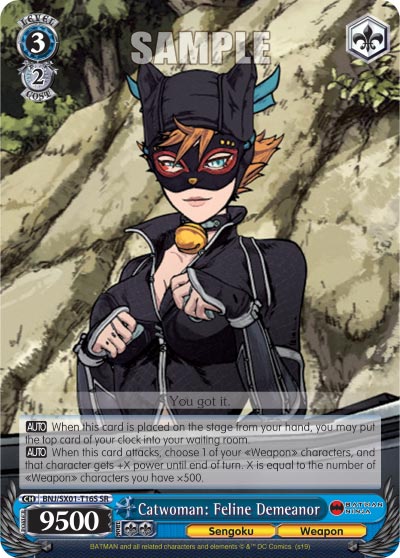 LEVEL
3
2
COST
SAMPLE
You got it.
AUTO When this card is placed on the stage from your hand, you may
put the top card of your clock into your waiting room.
AUTO When this card attacks, choose 1 of your «Weapon» characters, and
that character gets +X power until end of turn. X is equal to the number of
«Weapon» characters you have ×500.
CH BNJ/SX01-T16S SR
Catwoman: Feline Demeanor
BATMAN NINJA
POWER
9500
SOUL
Sengoku
Weapon
BATMAN and all related characters and elements © & ™ DC Comics. (s19)